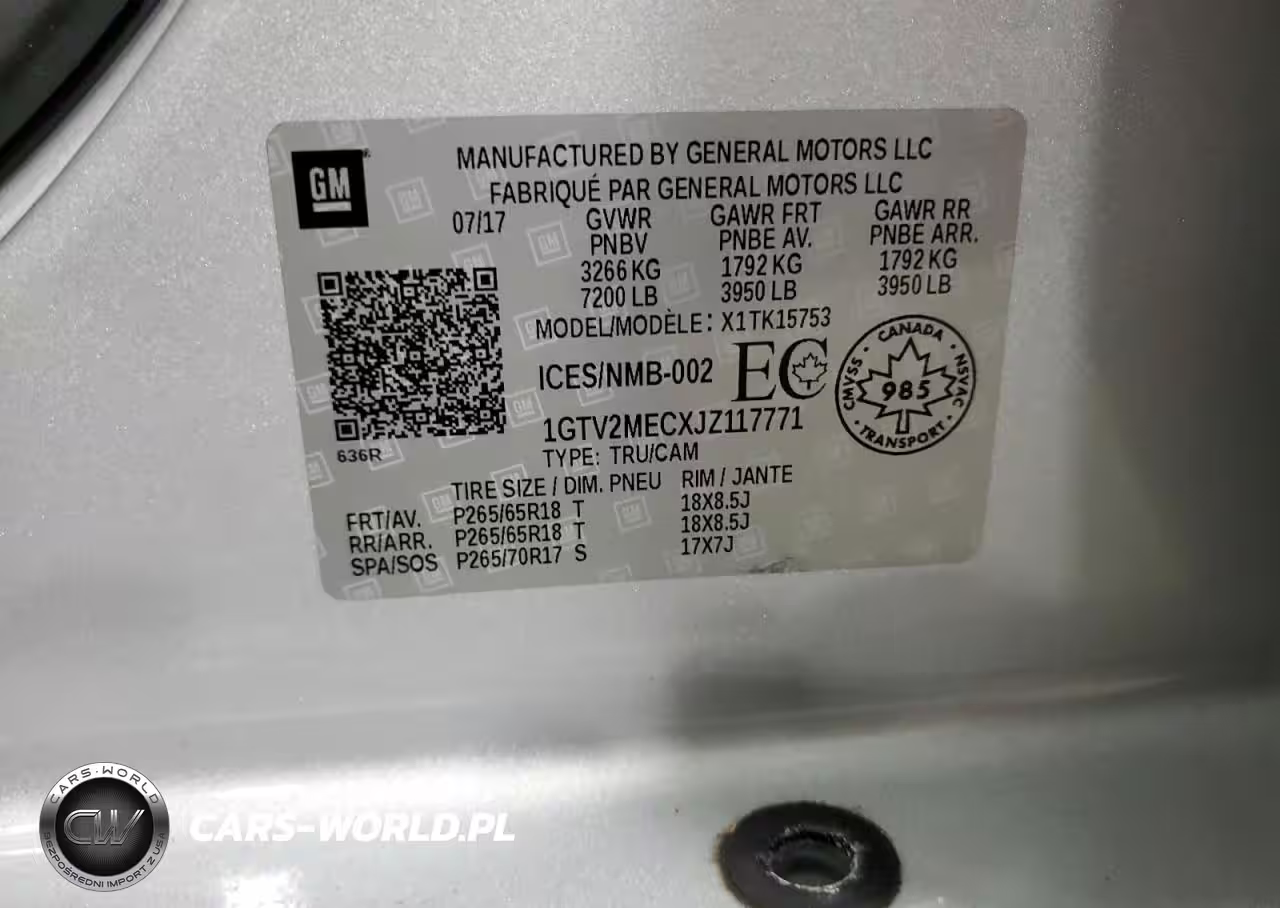 GM
MANUFACTURED BY GENERAL MOTORS LLC
FABRIQUÉ PAR GENERAL MOTORS LLC
07/17 GVWR GAWR FRT GAWR RR
PNBV PNBE AV. PNBE ARR.
3266 KG 1792 KG 1792 KG
7200 LB 3950 LB 3950 LB
MODEL/MODÈLE: X1TK15753
ICES/NMB-002 EC
CANADA
CMVSS 985 NSVAC
TRANSPORT
1GTV2MECXJZ117771
636R TYPE: TRU/CAM
TIRE SIZE / DIM. PNEU RIM / JANTE
FRT/AV. P265/65R18 T 18X8.5J
RR/ARR. P265/65R18 T 18X8.5J
SPA/SOS P265/70R17 S 17X7J
CARS-WORLD
CW
BEZPOŚREDNI IMPORT Z USA
CARS-WORLD.PL